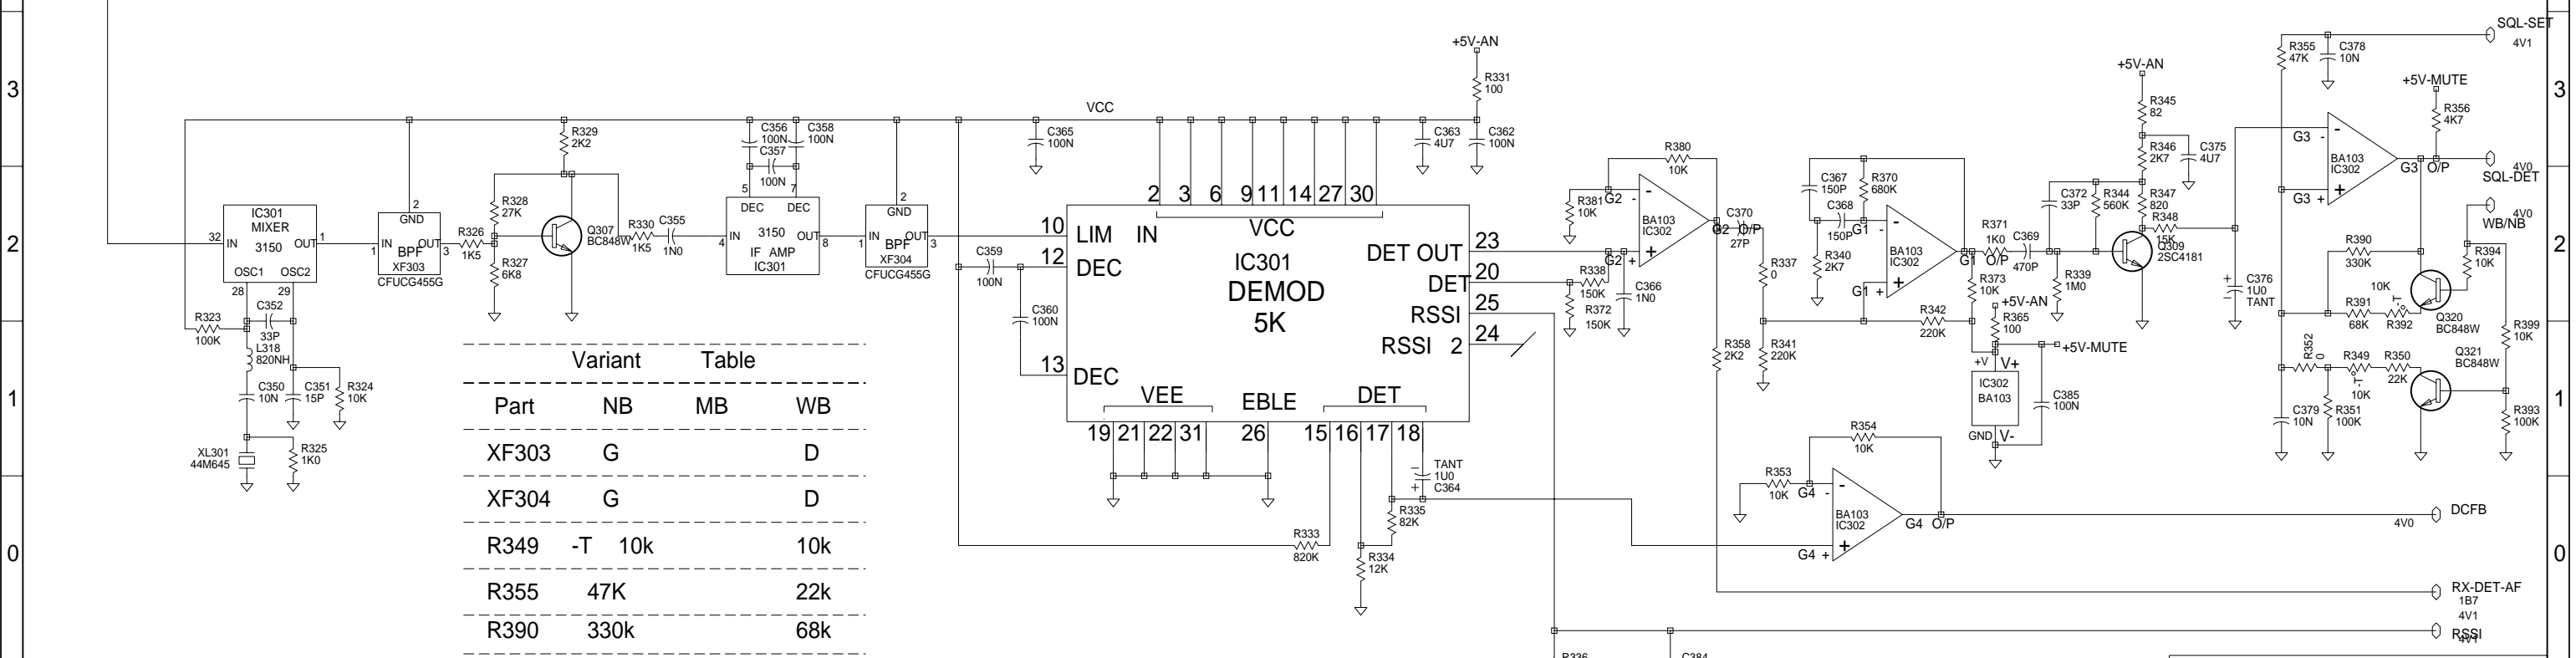 SQL-SET
4V1
+5V-AN
R331
100
VCC
R355
47K
C378
10N
+5V-AN
+5V-MUTE
3
3
R345
82
R356
4K7
R329
2K2
C356
100N
C358
100N
C357
100N
C365
100N
C363
4U7
C362
100N
R380
10K
G3
-
-
BA103
IC302
G3
+
+
G3
O/P
4V0
SQL-DET
R346
2K7
C375
4U7
C367
150P
R370
680K
C368
150P
C372
33P
R344
560K
R347
820
R348
15K
4V0
WB/NB
2
3
6
9
11
14
27
30
5
7
DEC
DEC
3150
IN
OUT
IF AMP
IC301
4
8
2
GND
IN
OUT
BPF
XF304
CFUCG455G
1
3
IC301
MIXER
3150
32
IN
OUT
1
OSC1
OSC2
28
29
2
GND
IN
OUT
BPF
XF303
CFUCG455G
1
3
R326
1K5
R328
27K
R327
6K8
Q307
BC848W
R330
1K5
C355
1N0
2
2
10
LIM IN
VCC
12
DEC
IC301
DEMOD
5K
DET OUT
23
DET
20
RSSI
25
RSSI 2
24
13
DEC
VEE
EBLE
DET
19
21
22
31
26
15
16
17
18
C359
100N
C360
100N
R381
10K
G2
-
-
BA103
IC302
G2
+
+
G2
O/P
C370
27P
R338
150K
R372
150K
C366
1N0
R337
0
R340
2K7
G1
-
-
BA103
IC302
G1
+
+
G1
O/P
R371
1K0
C369
470P
R373
10K
R339
1M0
Q309
2SC4181
C376
1U0
TANT
+
-
R390
330K
R394
10K
10K
-T°
R391
68K
R392
Q320
BC848W
R399
10K
R323
100K
C352
33P
L318
820NH
C350
10N
C351
15P
R324
10K
XL301
44M645
R325
1K0
R358
2K2
R341
220K
R342
220K
+5V-AN
R365
100
+5V-MUTE
+V
V+
IC302
BA103
GND
V-
C385
100N
R352
0
R349
-T°
10K
R350
22K
Q321
BC848W
C379
10N
R351
100K
R393
100K
1
1
Variant Table
Part NB MB WB
XF303 G D
XF304 G D
R349 -T 10k 10k
R355 47K 22k
R390 330k 68k
TANT
1U0
C364
-
+
R335
82K
R333
820K
R334
12K
R354
10K
R353
10K
G4
-
-
BA103
IC302
G4
+
+
G4
O/P
4V0
DCFB
0
0
RX-DET-AF
1B7
4V1
RSSI
4V1
R336
C384